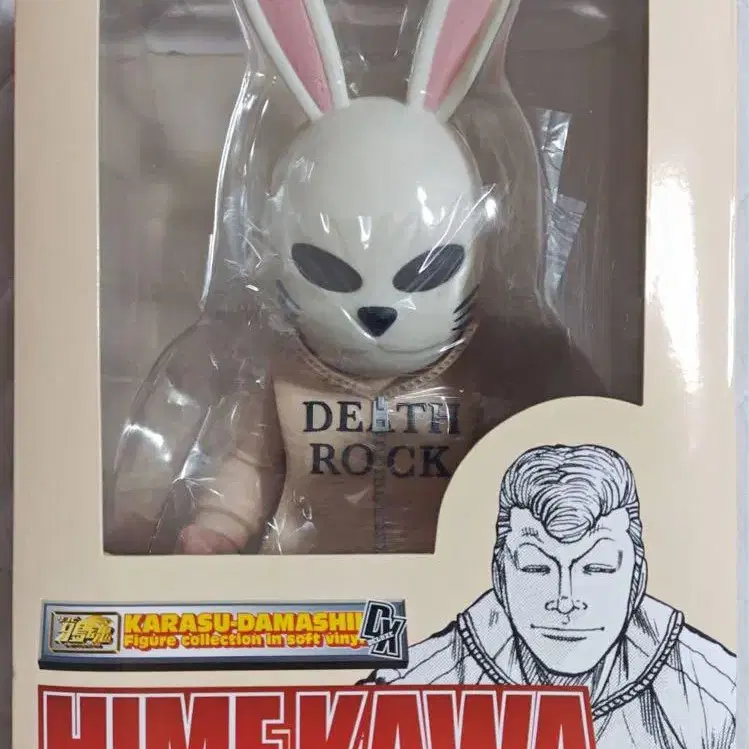 DEATH
ROCK
KARASU-DAMASHII
Figure collection in soft vinyl
DX
HIMEKAWA